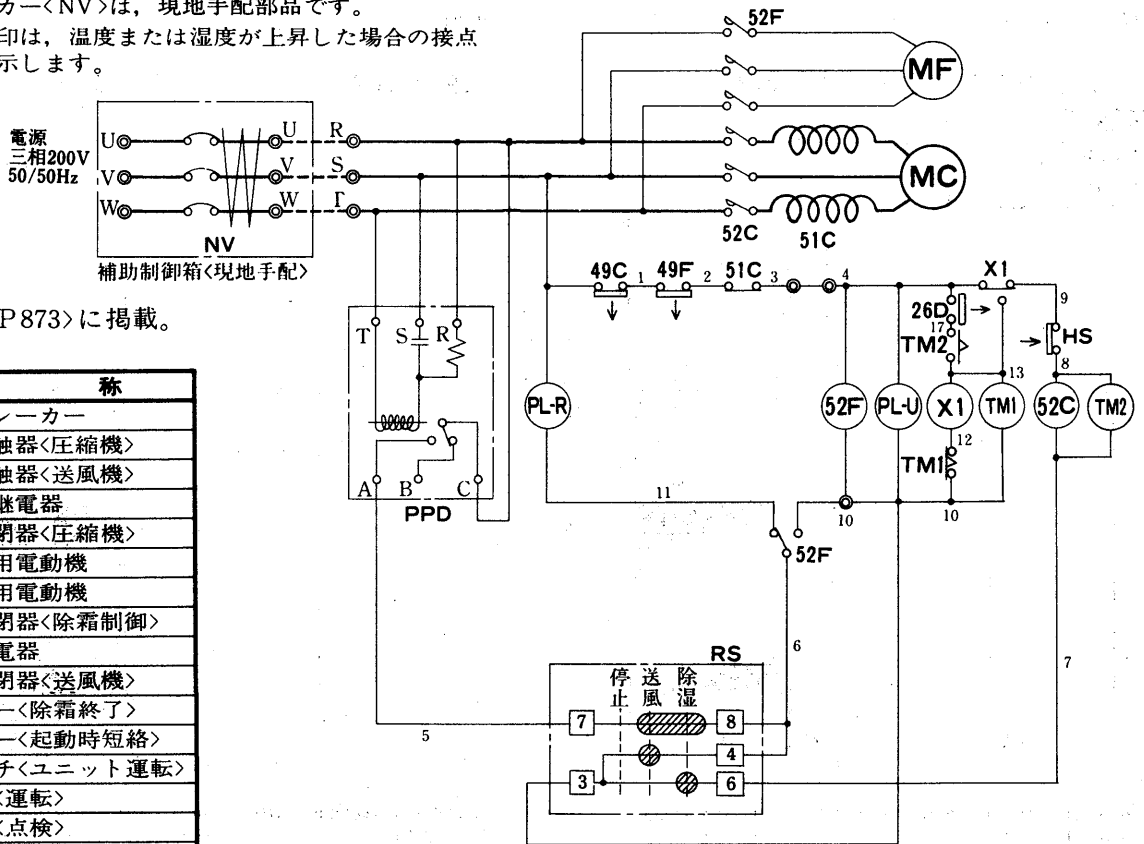 カー<NV>は，現地手配部品です。
印は，温度または湿度が上昇した場合の接点
示します。
電源
三相200V
50/50Hz
U
V
W
U
V
W
R
S
T
NV
補助制御箱<現地手配>
P873>に掲載。
称
レーカー
触器<圧縮機>
触器<送風機>
継電器
閉器<圧縮機>
用電動機
用電動機
閉器<除霜制御>
電器
閉器<送風機>
ー<除霜終了>
ー<起動時短絡>
チ<ユニット運転>
<運転>
<点検>
52F
MF
MC
52C
51C
T
S
R
A
B
C
PPD
49C
1
49F
2
51C
3
4
X1
9
26D
17
TM2
HS
8
13
PL-R
52F
PL-U
X1
TM1
52C
TM2
12
TM1
11
10
10
52F
6
7
5
RS
停止
送風
除湿
7
8
4
3
6